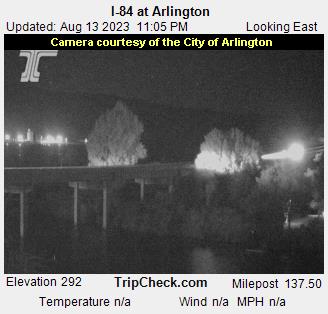 I-84 at Arlington
Updated: Aug 13 2023 11:05 PM Looking East
Camera courtesy of the City of Arlington
Elevation 292 TripCheck.com Milepost 137.50
Temperature n/a Wind n/a MPH n/a